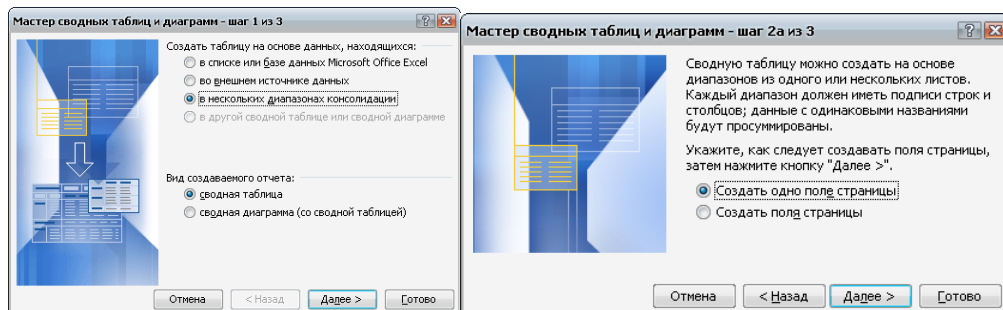 Мастер сводных таблиц и диаграмм - шаг 1 из 3
Создать таблицу на основе данных, находящихся:
в списке или базе данных Microsoft Office Excel
во внешнем источнике данных
в нескольких диапазонах консолидации
в другой сводной таблице или сводной диаграмме
Вид создаваемого отчета:
сводная таблица
сводная диаграмма (со сводной таблицей)
Отмена
< Назад
Далее >
Готово
Мастер сводных таблиц и диаграмм - шаг 2а из 3
Сводную таблицу можно создать на основе
диапазонов из одного или нескольких листов.
Каждый диапазон должен иметь подписи строк и
столбцов; данные с одинаковыми названиями
будут просуммированы.
Укажите, как следует создавать поля страницы,
затем нажмите кнопку "Далее >".
Создать одно поле страницы
Создать поля страницы
Отмена
< Назад
Далее >
Готово